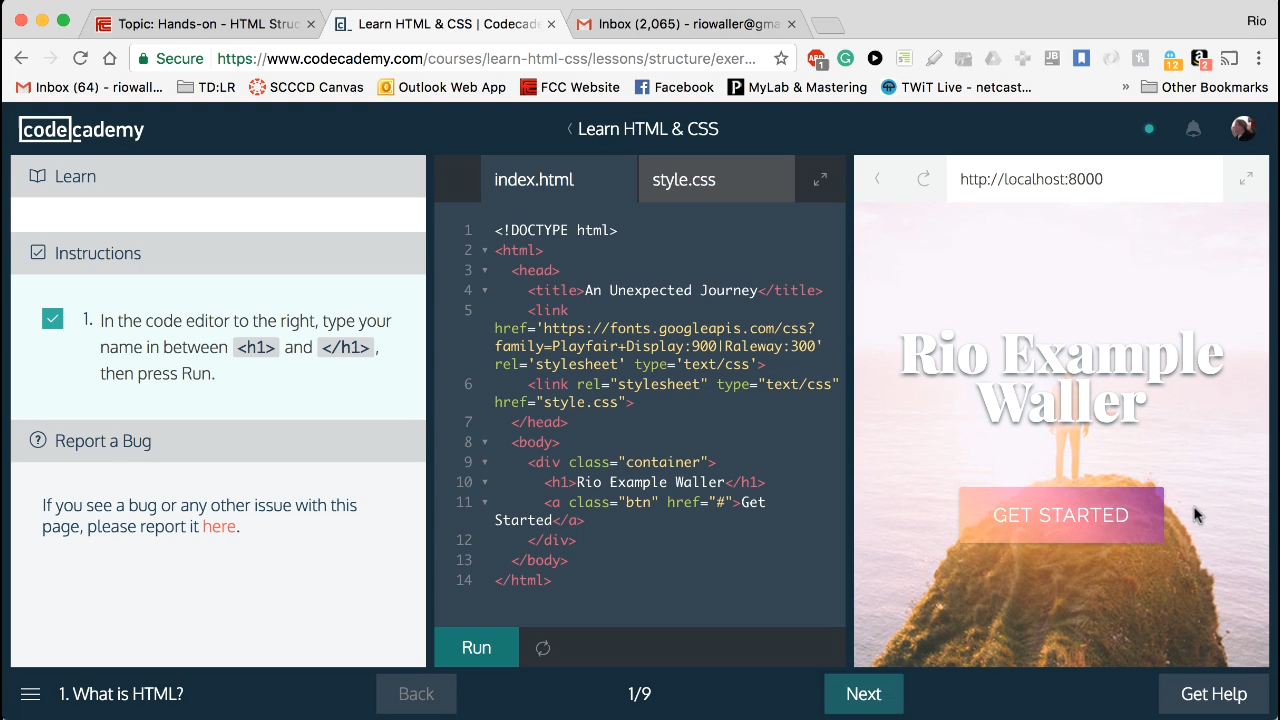 Topic: Hands-on - HTML Struc
Learn HTML & CSS | Codecade
Inbox (2,065) - riowaller@gma
Rio
Secure https://www.codecademy.com/courses/learn-html-css/lessons/structure/exer...
JB
1
12
2
Inbox (64) - riowall...
TD:LR
SCCCD Canvas
Outlook Web App
FCC Website
Facebook
MyLab & Mastering
TWiT Live - netcast...
» Other Bookmarks
codecademy
Learn HTML & CSS
Learn
Instructions
1. In the code editor to the right, type your
name in between <h1> and </h1>,
then press Run.
Report a Bug
If you see a bug or any other issue with this
page, please report it here.
index.html
style.css
1 <!DOCTYPE html>
2 <html>
3 <head>
4 <title>An Unexpected Journey</title>
5 <link
href='https://fonts.googleapis.com/css?
family=Playfair+Display:900|Raleway:300'
rel='stylesheet' type='text/css'>
6 <link rel="stylesheet" type="text/css"
href="style.css">
7 </head>
8 <body>
9 <div class="container">
10 <h1>Rio Example Waller</h1>
11 <a class="btn" href="#">Get
Started</a>
12 </div>
13 </body>
14 </html>
Run
http://localhost:8000
Rio Example
Waller
GET STARTED
1. What is HTML?
Back
1/9
Next
Get Help